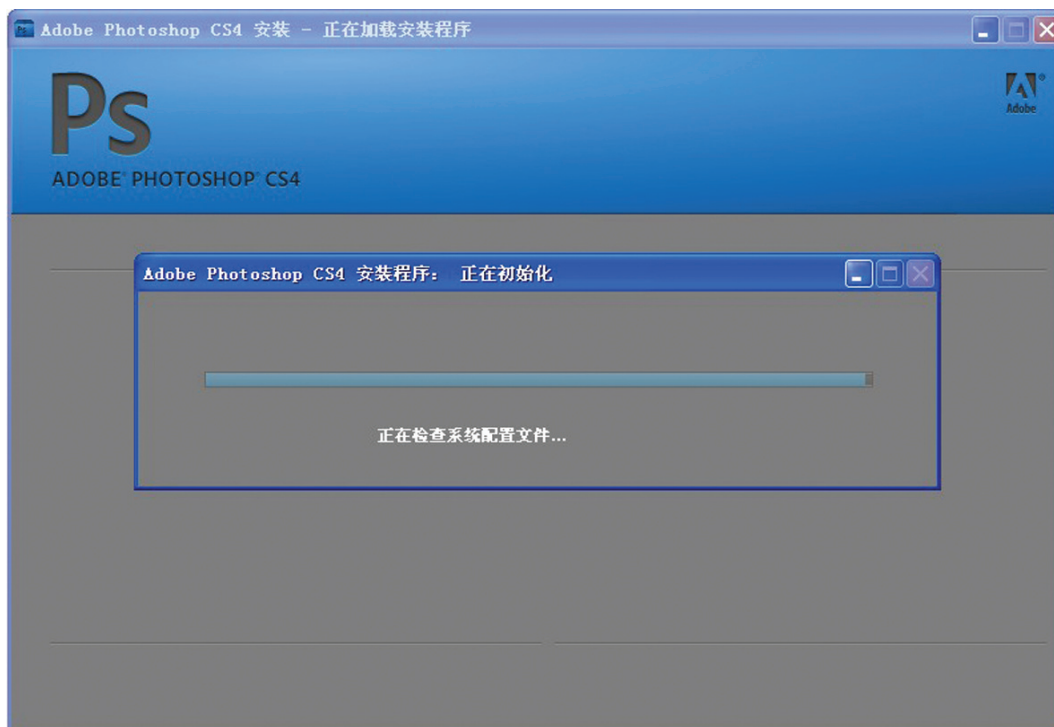 Adobe Photoshop CS4 安装 - 正在加载安装程序
Ps
Adobe
ADOBE® PHOTOSHOP® CS4
Adobe Photoshop CS4 安装程序: 正在初始化
正在检查系统配置文件...